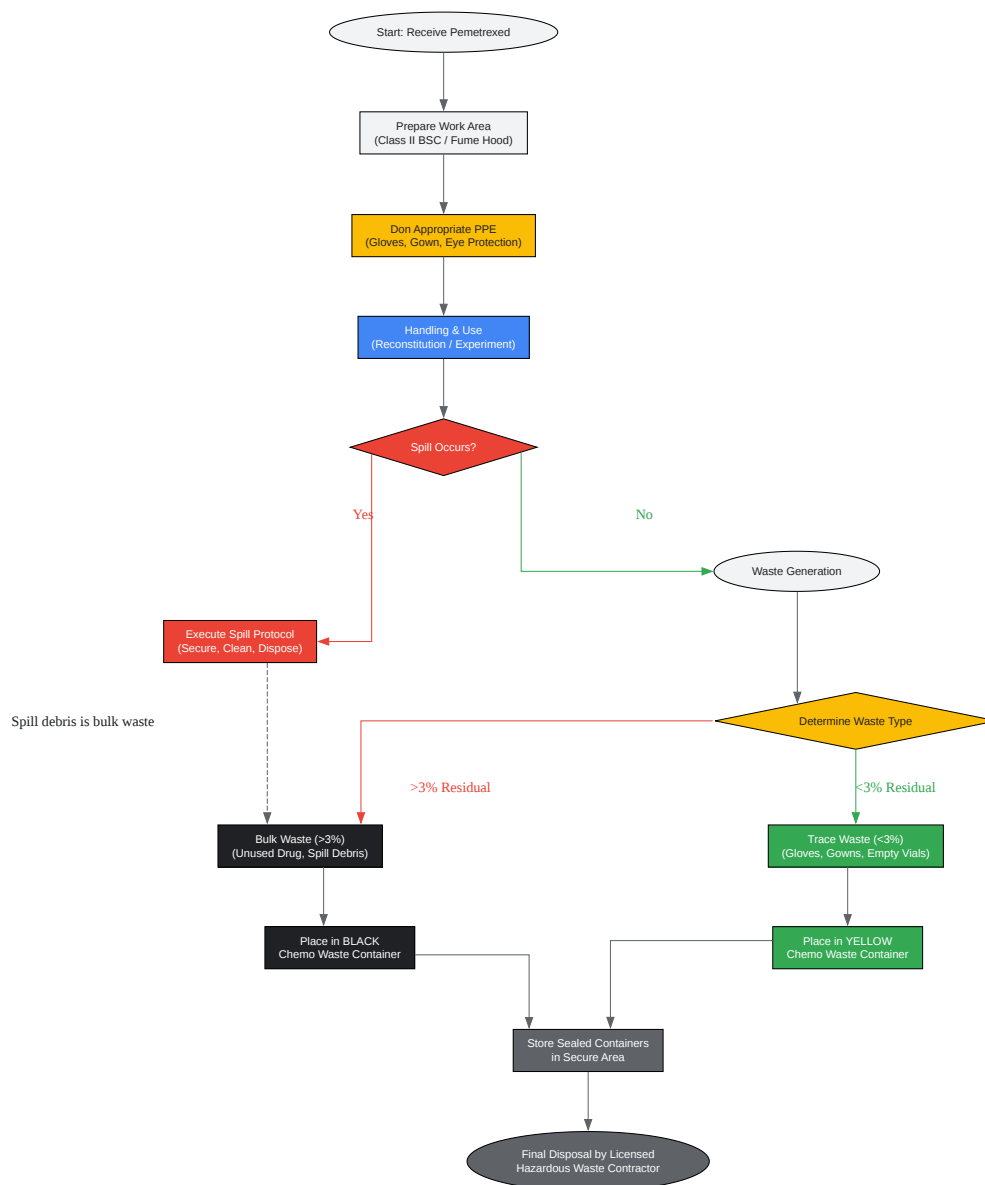 Start: Receive Pemetrexed
Prepare Work Area
(Class II BSC / Fume Hood)
Don Appropriate PPE
(Gloves, Gown, Eye Protection)
Handling & Use
(Reconstitution / Experiment)
Spill Occurs?
Yes
No
Waste Generation
Execute Spill Protocol
(Secure, Clean, Dispose)
Spill debris is bulk waste
Determine Waste Type
>3% Residual
<3% Residual
Bulk Waste (>3%)
(Unused Drug, Spill Debris)
Trace Waste (<3%)
(Gloves, Gowns, Empty Vials)
Place in BLACK
Chemo Waste Container
Place in YELLOW
Chemo Waste Container
Store Sealed Containers
in Secure Area
Final Disposal by Licensed
Hazardous Waste Contractor